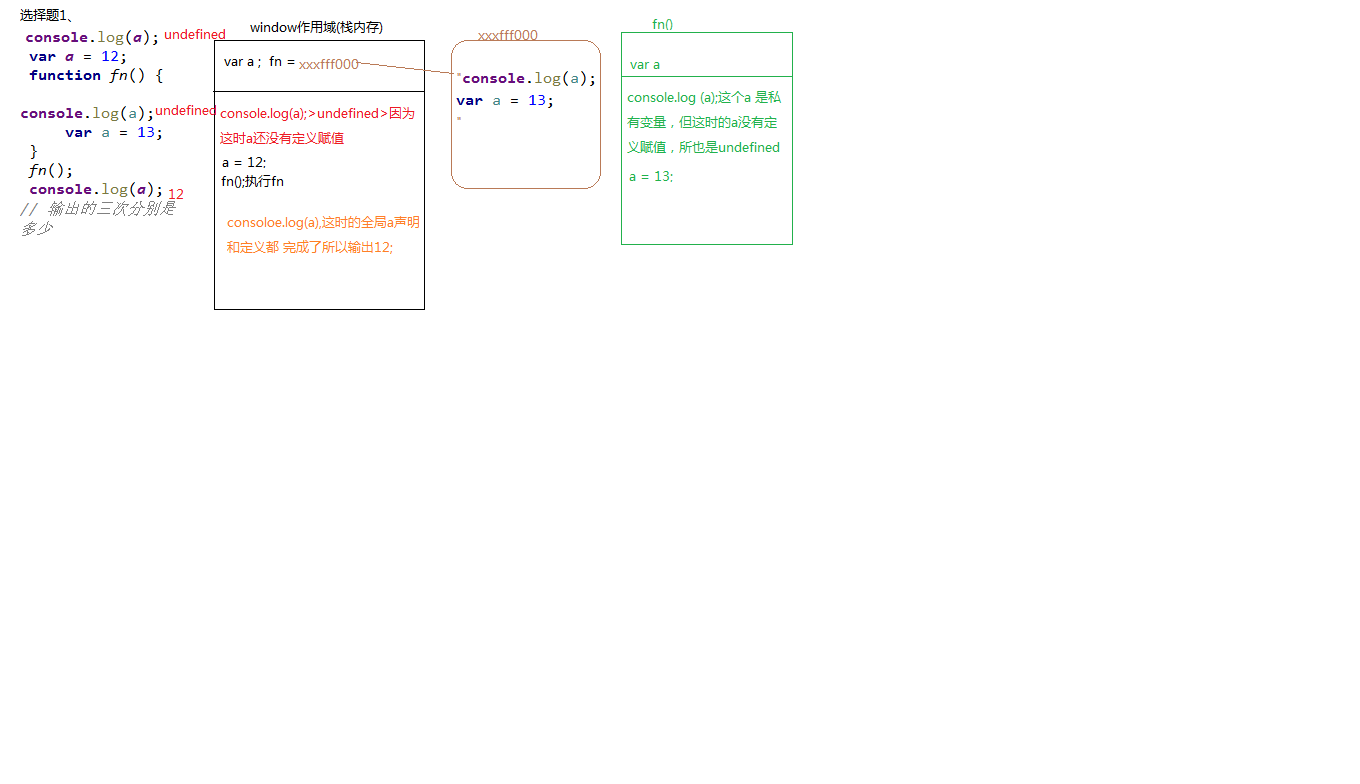 选择题1、
console.log(a); undefined
var a = 12;
function fn() {
console.log(a); undefined
var a = 13;
}
fn();
console.log(a); 12
// 输出的三次分别是
多少
window作用域(栈内存)
var a ; fn = xxxfff000
console.log(a);>undefined>因为
这时a还没有定义赋值
a = 12;
fn();执行fn
consoloe.log(a),这时的全局a声明
和定义都 完成了所以输出12;
xxxfff000
"console.log(a);
var a = 13;
"
fn()
var a
console.log (a);这个a 是私
有变量，但这时的a没有定
义赋值，所也是undefined
a = 13;